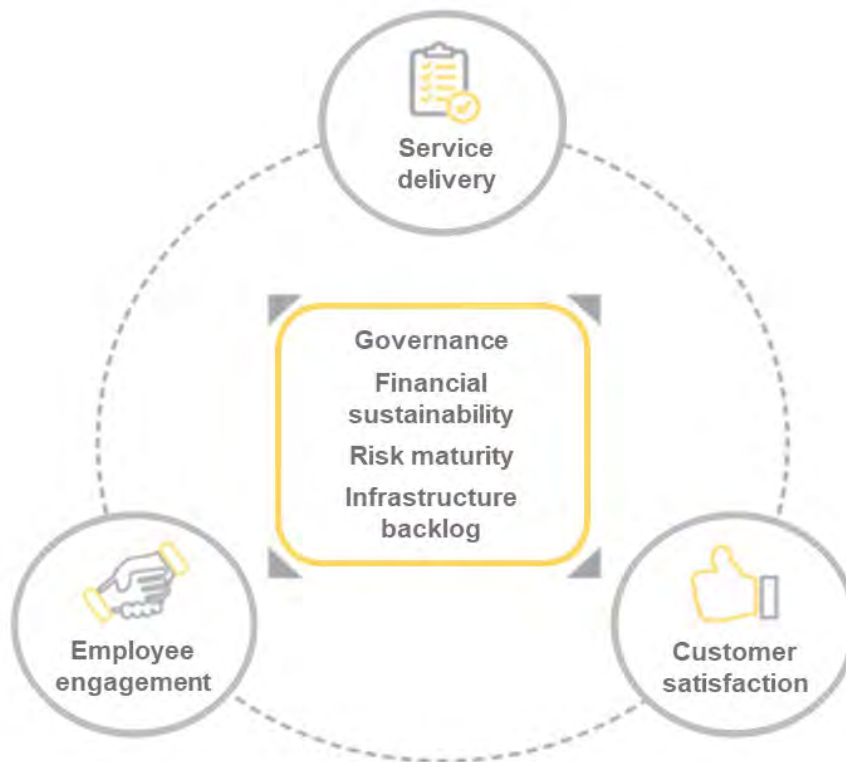 Service
delivery
Governance
Financial
sustainability
Risk maturity
Infrastructure
backlog
Employee
engagement
Customer
satisfaction